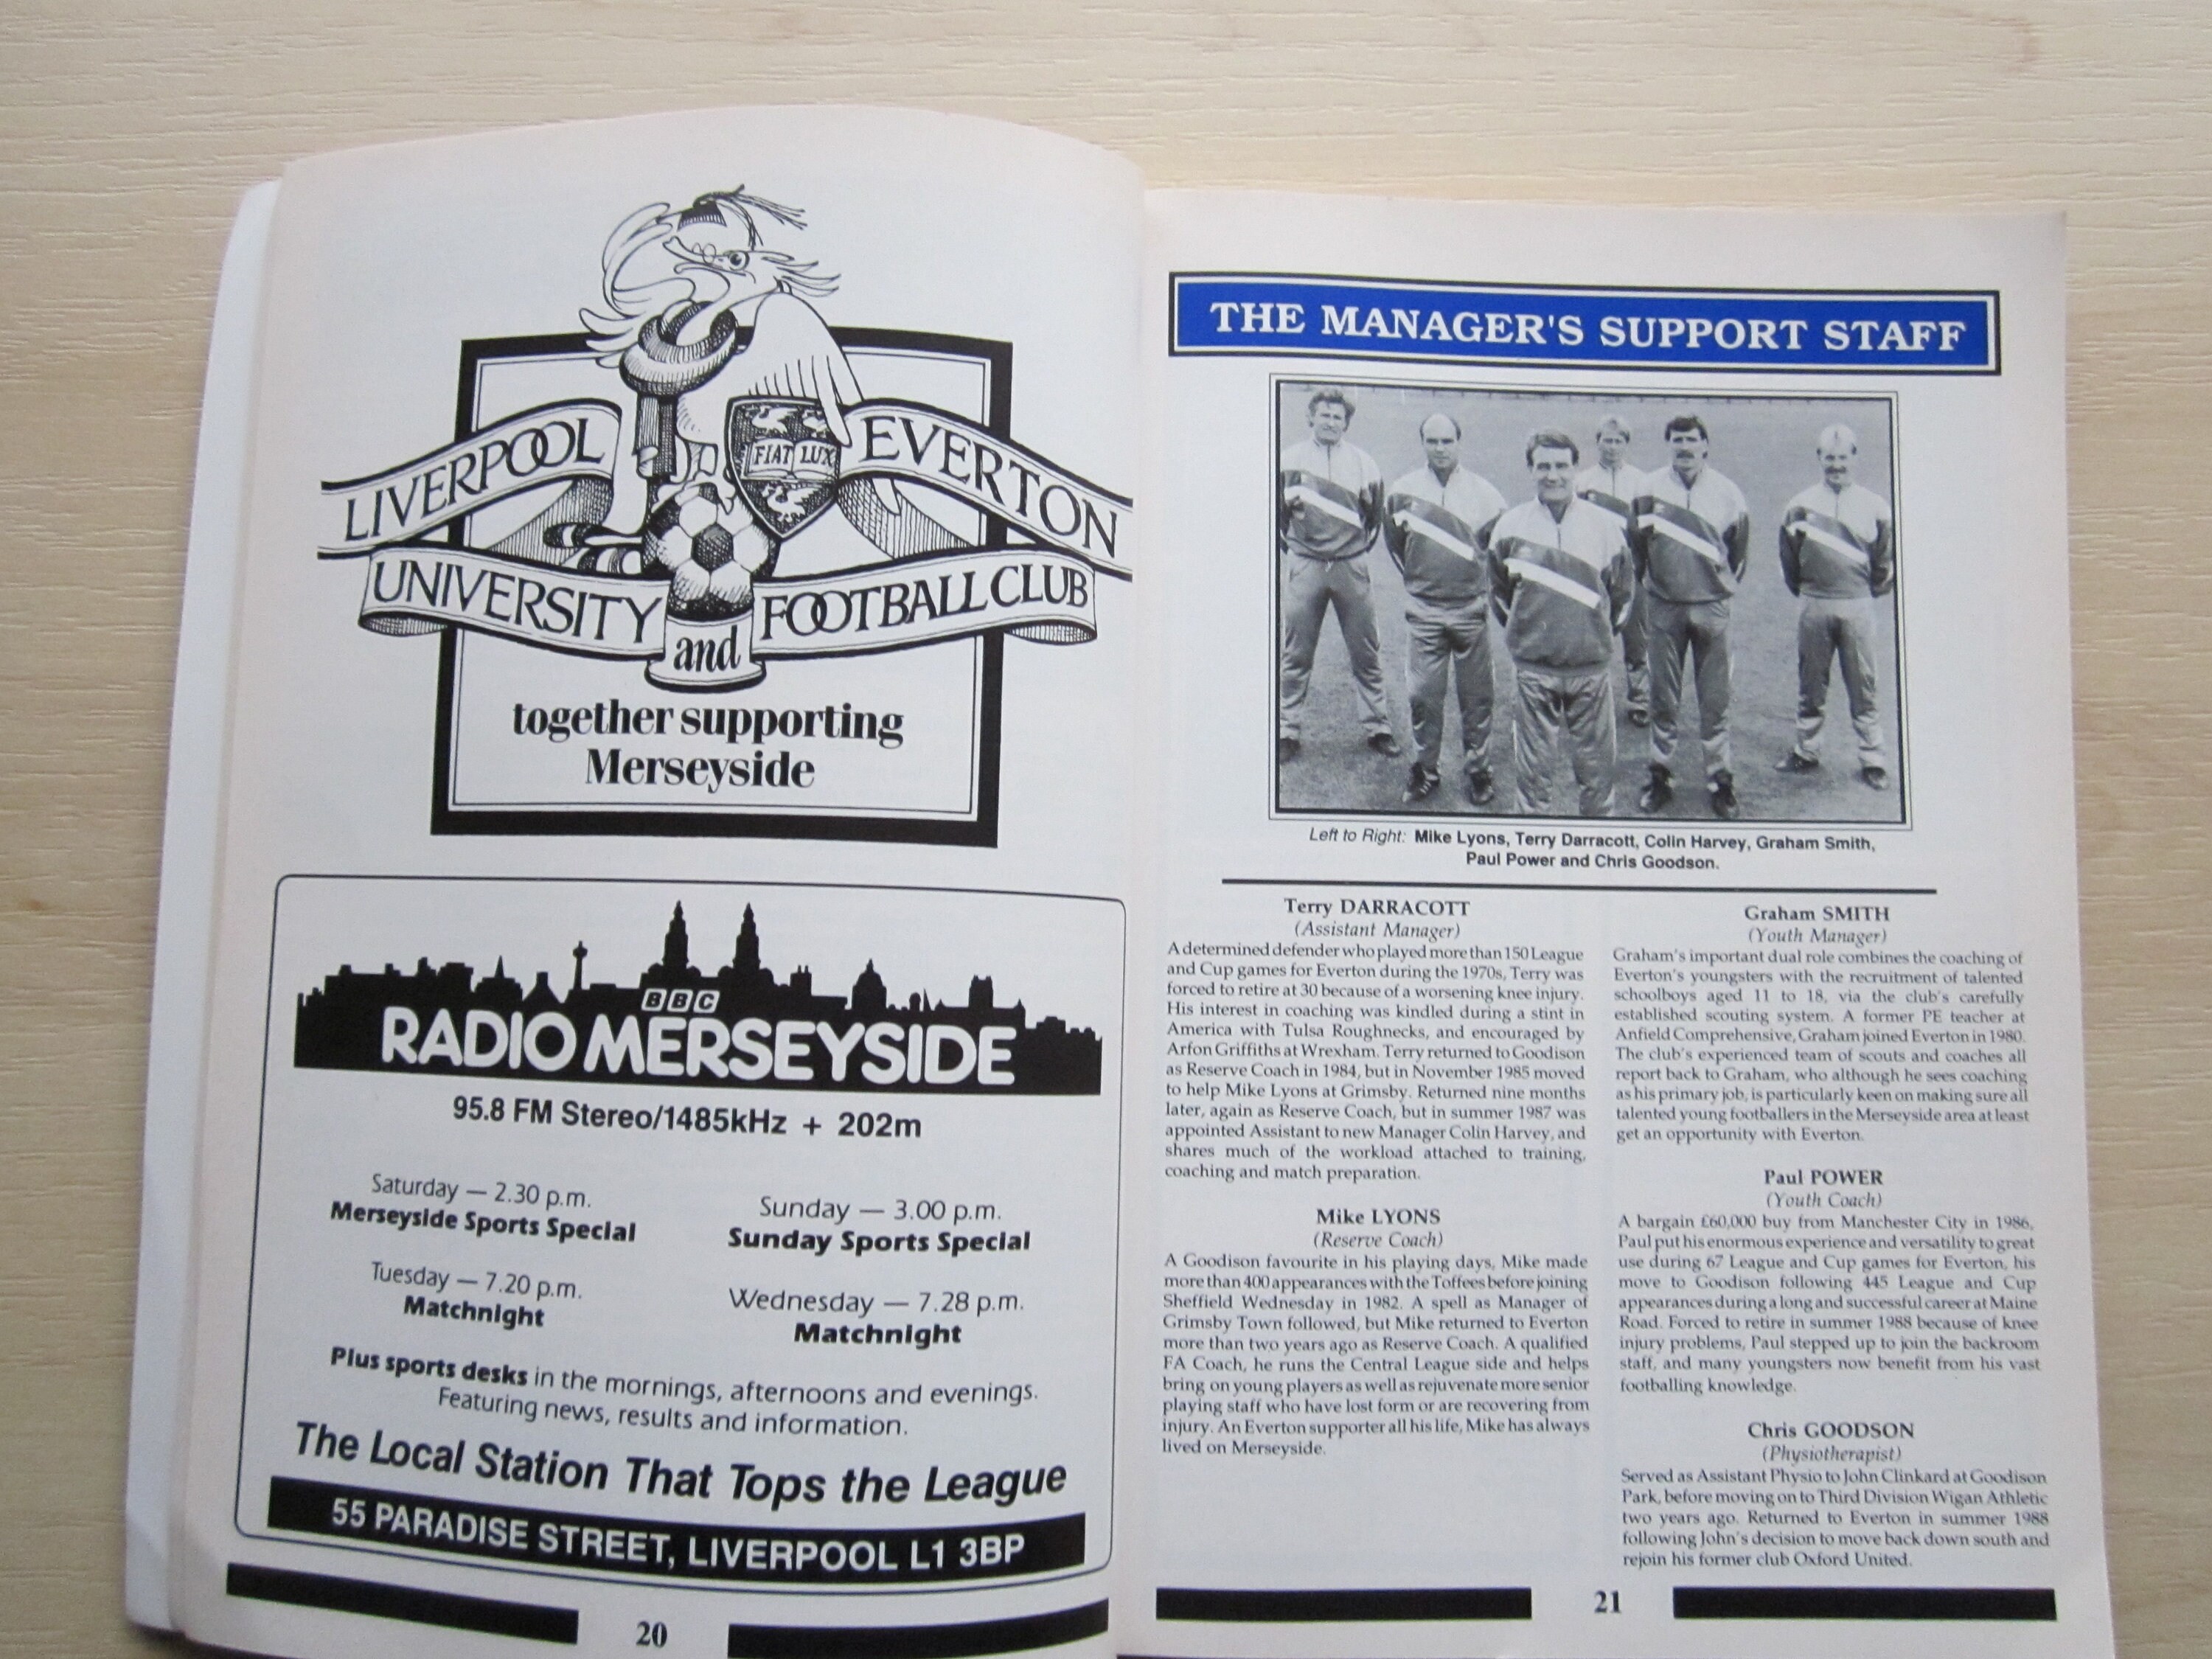 LIVERPOOL
EVERTON
FIAT LUX
UNIVERSITY
FOOTBALL CLUB
and
together supporting
Merseyside
BBC
RADIO MERSEYSIDE
95.8 FM Stereo/1485kHz + 202m
Saturday — 2.30 p.m.
Merseyside Sports Special
Sunday — 3.00 p.m.
Sunday Sports Special
Tuesday — 7.20 p.m.
Matchnight
Wednesday — 7.28 p.m.
Matchnight
Plus sports desks in the mornings, afternoons and evenings.
Featuring news, results and information.
The Local Station That Tops the League
55 PARADISE STREET, LIVERPOOL L1 3BP
20
THE MANAGER'S SUPPORT STAFF
Left to Right: Mike Lyons, Terry Darracott, Colin Harvey, Graham Smith,
Paul Power and Chris Goodson.
Terry DARRACOTT
(Assistant Manager)
A determined defender who played more than 150 League
and Cup games for Everton during the 1970s, Terry was
forced to retire at 30 because of a worsening knee injury.
His interest in coaching was kindled during a stint in
America with Tulsa Roughnecks, and encouraged by
Arfon Griffiths at Wrexham. Terry returned to Goodison
as Reserve Coach in 1984, but in November 1985 moved
to help Mike Lyons at Grimsby. Returned nine months
later, again as Reserve Coach, but in summer 1987 was
appointed Assistant to new Manager Colin Harvey, and
shares much of the workload attached to training,
coaching and match preparation.
Mike LYONS
(Reserve Coach)
A Goodison favourite in his playing days, Mike made
more than 400 appearances with the Toffees before joining
Sheffield Wednesday in 1982. A spell as Manager of
Grimsby Town followed, but Mike returned to Everton
more than two years ago as Reserve Coach. A qualified
FA Coach, he runs the Central League side and helps
bring on young players as well as rejuvenate more senior
playing staff who have lost form or are recovering from
injury. An Everton supporter all his life, Mike has always
lived on Merseyside.
Graham SMITH
(Youth Manager)
Graham's important dual role combines the coaching of
Everton's youngsters with the recruitment of talented
schoolboys aged 11 to 18, via the club's carefully
established scouting system. A former PE teacher at
Anfield Comprehensive, Graham joined Everton in 1980.
The club's experienced team of scouts and coaches all
report back to Graham, who although he sees coaching
as his primary job, is particularly keen on making sure all
talented young footballers in the Merseyside area at least
get an opportunity with Everton.
Paul POWER
(Youth Coach)
A bargain £60,000 buy from Manchester City in 1986,
Paul put his enormous experience and versatility to great
use during 67 League and Cup games for Everton, his
move to Goodison following 445 League and Cup
appearances during a long and successful career at Maine
Road. Forced to retire in summer 1988 because of knee
injury problems, Paul stepped up to join the backroom
staff, and many youngsters now benefit from his vast
footballing knowledge.
Chris GOODSON
(Physiotherapist)
Served as Assistant Physio to John Clinkard at Goodison
Park, before moving on to Third Division Wigan Athletic
two years ago. Returned to Everton in summer 1988
following John's decision to move back down south and
rejoin his former club Oxford United.
21